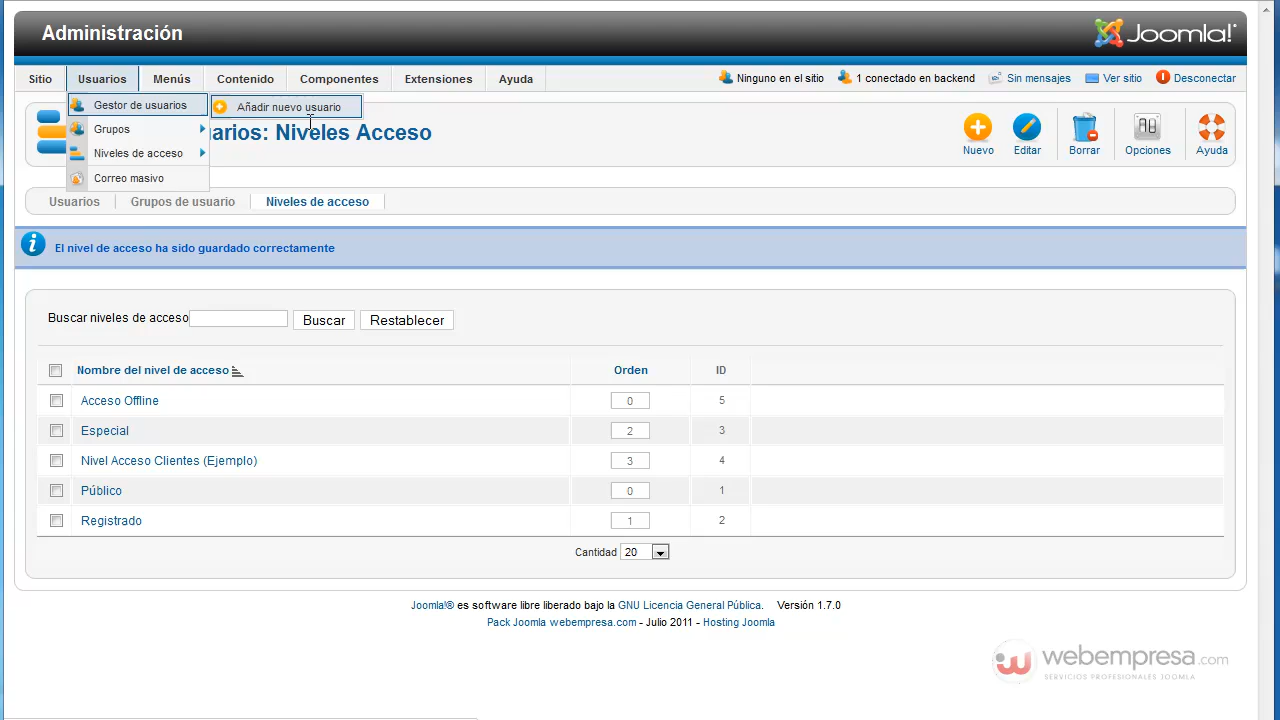 Administración
Joomla!
Sitio
Usuarios
Menús
Contenido
Componentes
Extensiones
Ayuda
Ninguno en el sitio
1 conectado en backend
Sin mensajes
Ver sitio
Desconectar
Gestor de usuarios
Añadir nuevo usuario
Grupos
Niveles de acceso
Correo masivo
arios: Niveles Acceso
Nuevo
Editar
Borrar
Opciones
Ayuda
Usuarios
Grupos de usuario
Niveles de acceso
El nivel de acceso ha sido guardado correctamente
Buscar niveles de acceso
Buscar
Restablecer
Nombre del nivel de acceso Orden ID
Acceso Offline 0 5
Especial 2 3
Nivel Acceso Clientes (Ejemplo) 3 4
Público 0 1
Registrado 1 2
Cantidad 20
Joomla!® es software libre liberado bajo la GNU Licencia General Pública. Versión 1.7.0
Pack Joomla webempresa.com - Julio 2011 - Hosting Joomla
webempresa.com
SERVICIOS PROFESIONALES JOOMLA